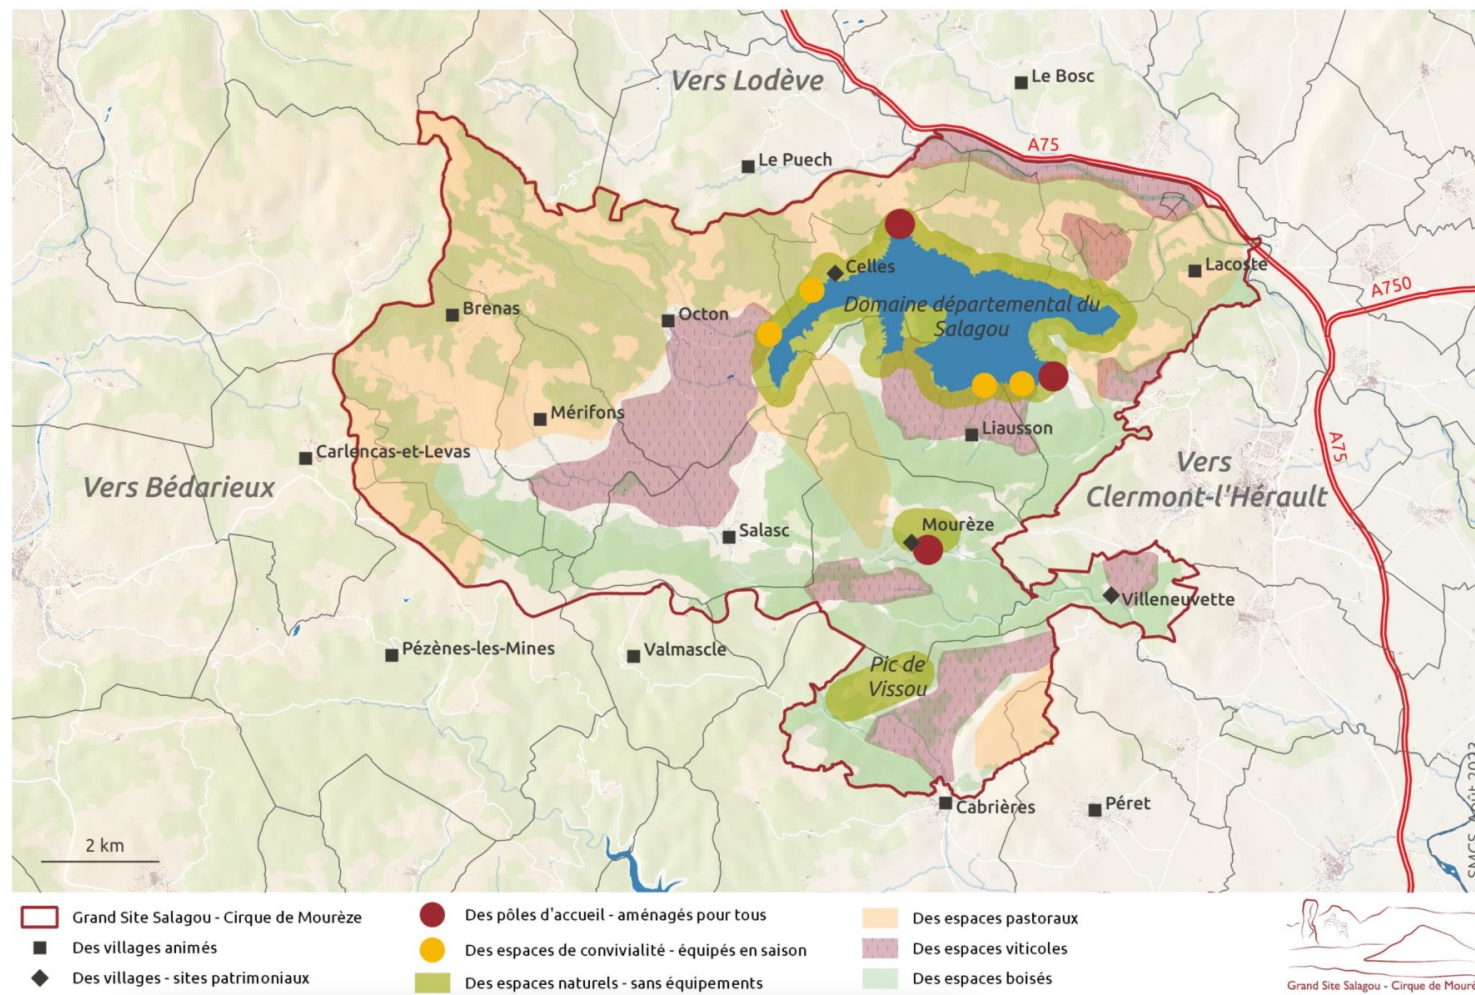 Vers Lodève
Le Bosc
A75
Le Puech
Lacoste
Celles
A750
Domaine départemental du
Salagou
Brenas
Octon
Mérifons
Liausson
A75
Carlencas-et-Levas
Vers
Clermont-l'Hérault
Vers Bédarieux
Mourèze
Salasc
Villeneuvette
Pézènes-les-Mines
Valmascle
Pic de
Vissou
Cabrières
Péret
2 km
Grand Site Salagou - Cirque de Mourèze
Des villages animés
Des villages - sites patrimoniaux
Des pôles d'accueil - aménagés pour tous
Des espaces de convivialité - équipés en saison
Des espaces naturels - sans équipements
Des espaces pastoraux
Des espaces viticoles
Des espaces boisés
Grand Site Salagou - Cirque de